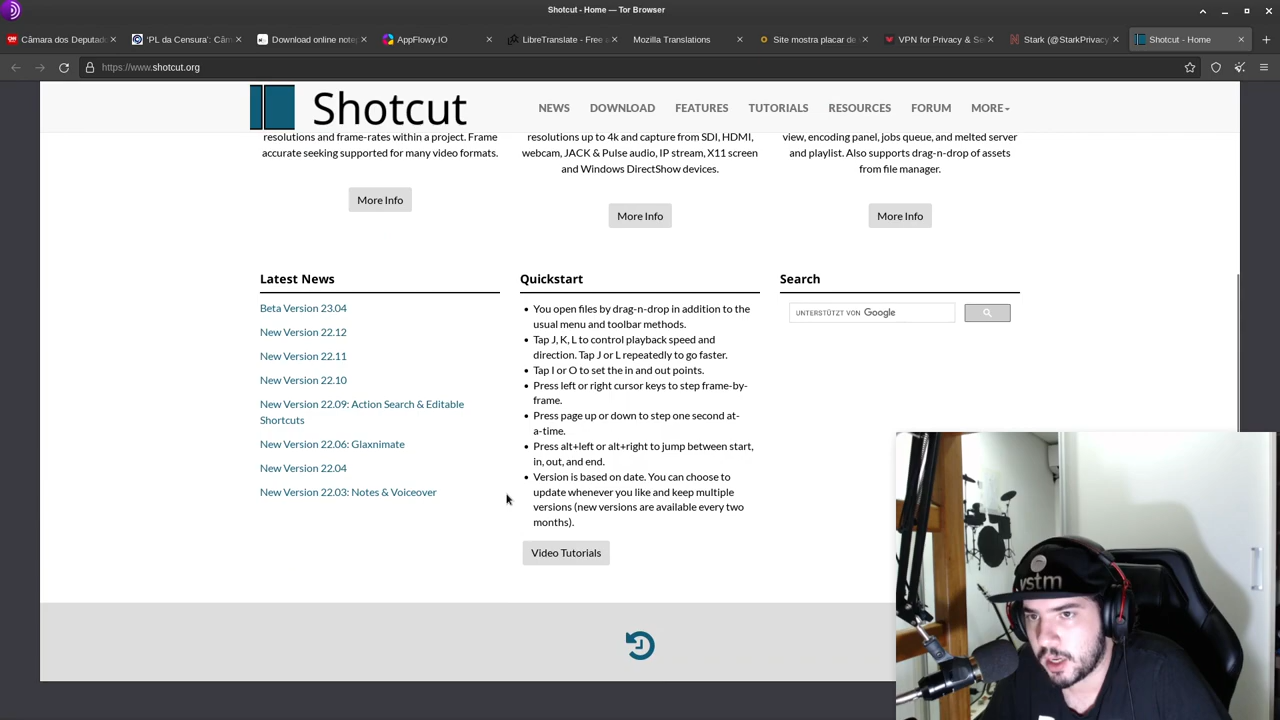 Shotcut - Home — Tor Browser
Câmara dos Deputad
'PL da Censura': Câm
Download online note
AppFlowy.IO
LibreTranslate - Free a
Mozilla Translations
Site mostra placar de
VPN for Privacy & Se
Stark (@StarkPrivacy
Shotcut - Home
https://www.shotcut.org
Shotcut
NEWS DOWNLOAD FEATURES TUTORIALS RESOURCES FORUM MORE
resolutions and frame-rates within a project. Frame
accurate seeking supported for many video formats.
More Info
resolutions up to 4k and capture from SDI, HDMI,
webcam, JACK & Pulse audio, IP stream, X11 screen
and Windows DirectShow devices.
More Info
view, encoding panel, jobs queue, and melted server
and playlist. Also supports drag-n-drop of assets
from file manager.
More Info
Latest News
Beta Version 23.04
New Version 22.12
New Version 22.11
New Version 22.10
New Version 22.09: Action Search & Editable
Shortcuts
New Version 22.06: Glaxnimate
New Version 22.04
New Version 22.03: Notes & Voiceover
Quickstart
• You open files by drag-n-drop in addition to the
usual menu and toolbar methods.
• Tap J, K, L to control playback speed and
direction. Tap J or L repeatedly to go faster.
• Tap I or O to set the in and out points.
• Press left or right cursor keys to step frame-by-
frame.
• Press page up or down to step one second at-
a-time.
• Press alt+left or alt+right to jump between start,
in, out, and end.
• Version is based on date. You can choose to
update whenever you like and keep multiple
versions (new versions are available every two
months).
Video Tutorials
Search
UNTERSTÜTZT VON Google
vstm